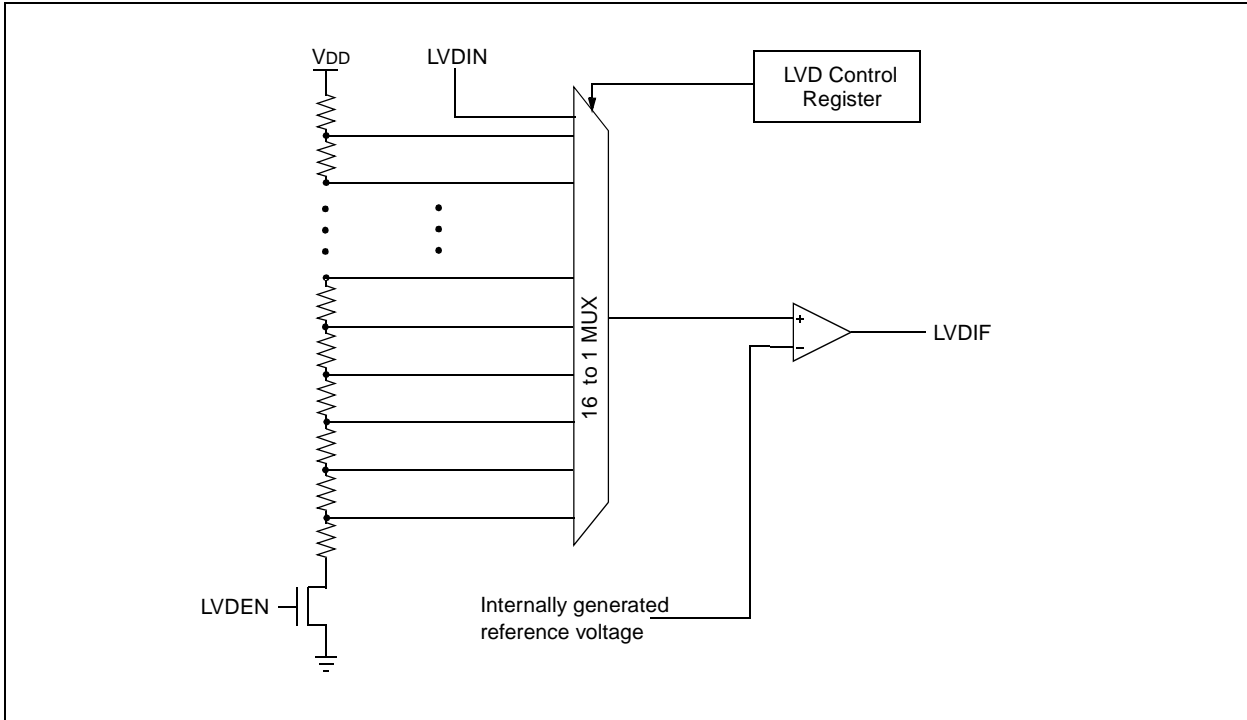 VDD
LVDIN
LVD Control
Register
16 to 1 MUX
+
−
LVDIF
LVDEN
Internally generated
reference voltage